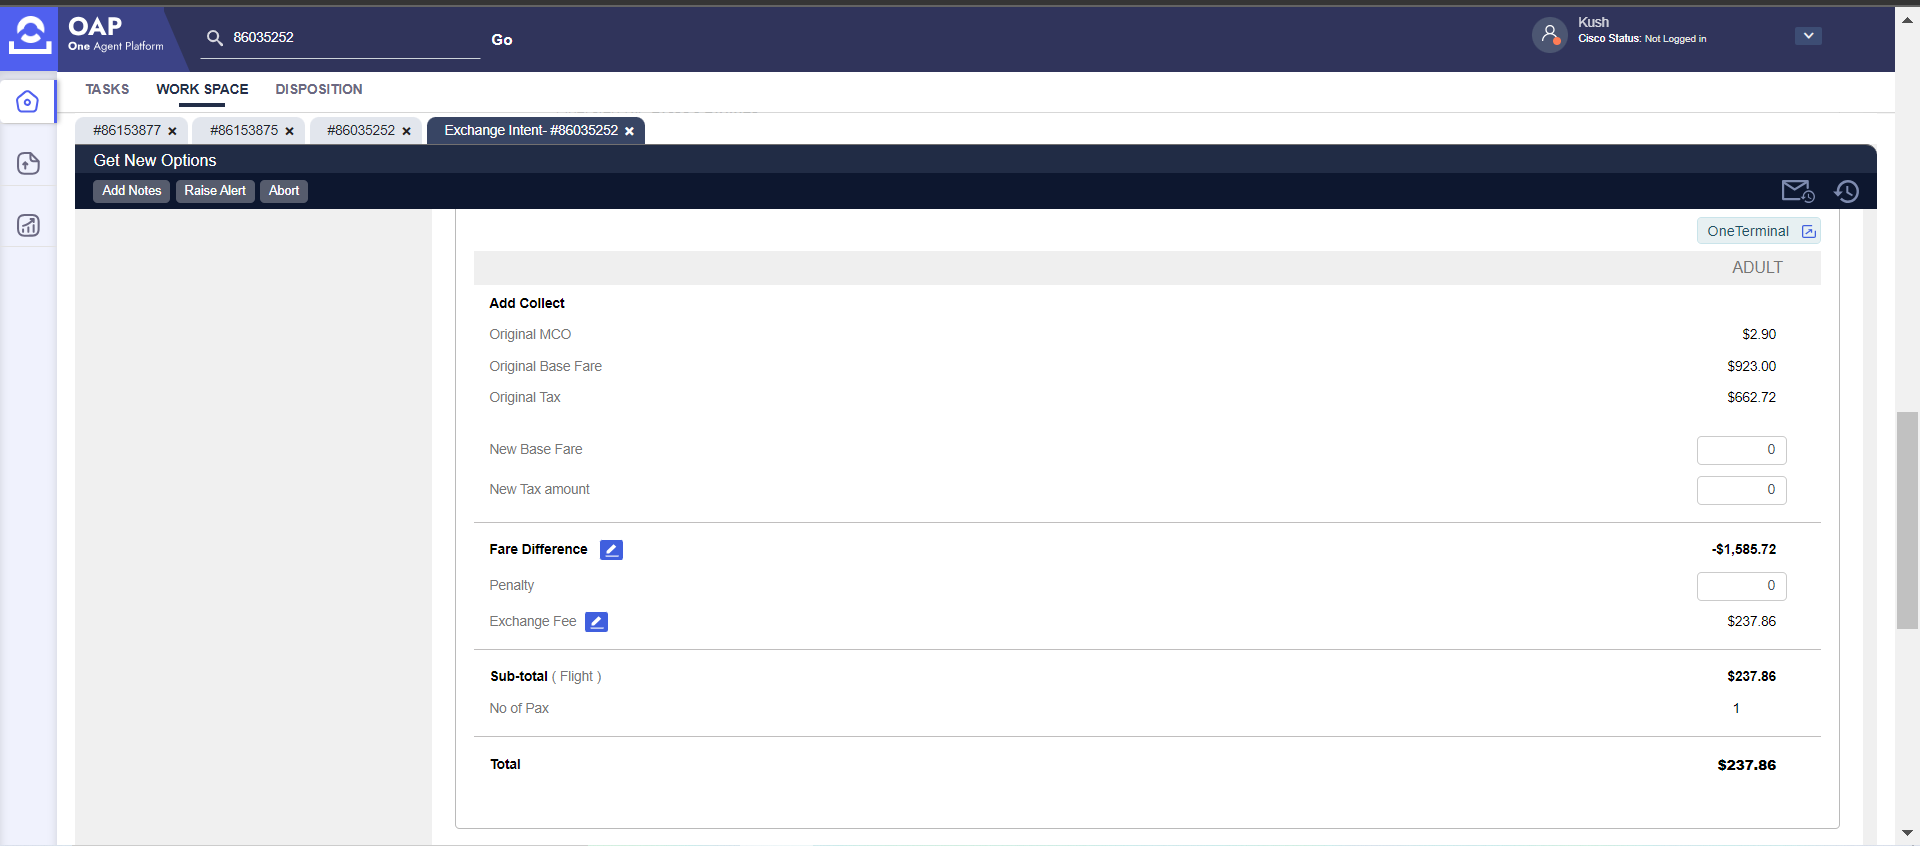 OAP
One Agent Platform
86035252
Go
Kush
Cisco Status: Not Logged in
TASKS
WORK SPACE
DISPOSITION
#86153877 ×
#86153875 ×
#86035252 ×
Exchange Intent- #86035252 ×
Get New Options
Add Notes
Raise Alert
Abort
OneTerminal
ADULT
Add Collect
Original MCO $2.90
Original Base Fare $923.00
Original Tax $662.72
New Base Fare 0
New Tax amount 0
Fare Difference -$1,585.72
Penalty 0
Exchange Fee $237.86
Sub-total ( Flight ) $237.86
No of Pax 1
Total $237.86